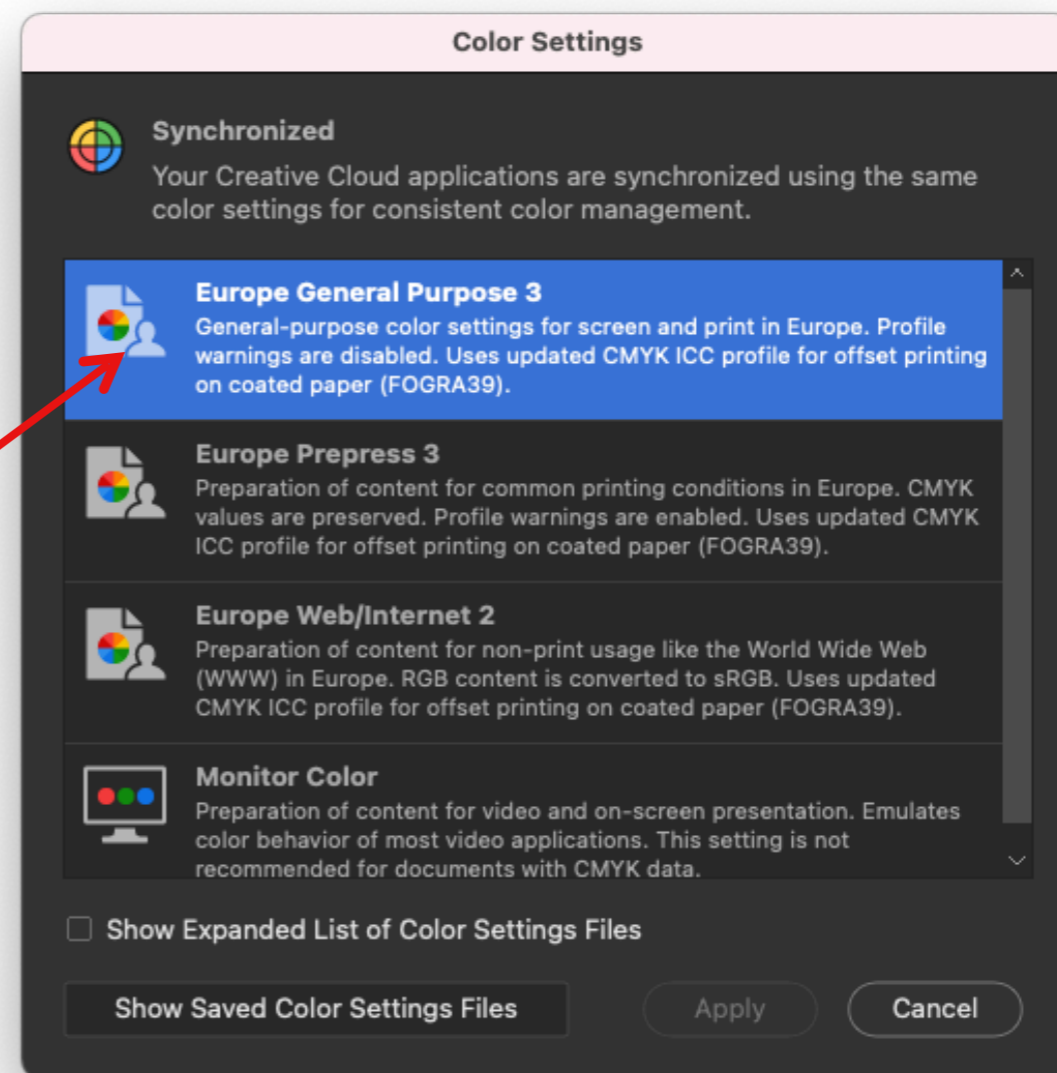 Color Settings
Synchronized
Your Creative Cloud applications are synchronized using the same
color settings for consistent color management.
Europe General Purpose 3
General-purpose color settings for screen and print in Europe. Profile
warnings are disabled. Uses updated CMYK ICC profile for offset printing
on coated paper (FOGRA39).
Europe Prepress 3
Preparation of content for common printing conditions in Europe. CMYK
values are preserved. Profile warnings are enabled. Uses updated CMYK
ICC profile for offset printing on coated paper (FOGRA39).
Europe Web/Internet 2
Preparation of content for non-print usage like the World Wide Web
(WWW) in Europe. RGB content is converted to sRGB. Uses updated
CMYK ICC profile for offset printing on coated paper (FOGRA39).
Monitor Color
Preparation of content for video and on-screen presentation. Emulates
color behavior of most video applications. This setting is not
recommended for documents with CMYK data.
Show Expanded List of Color Settings Files
Show Saved Color Settings Files
Apply
Cancel